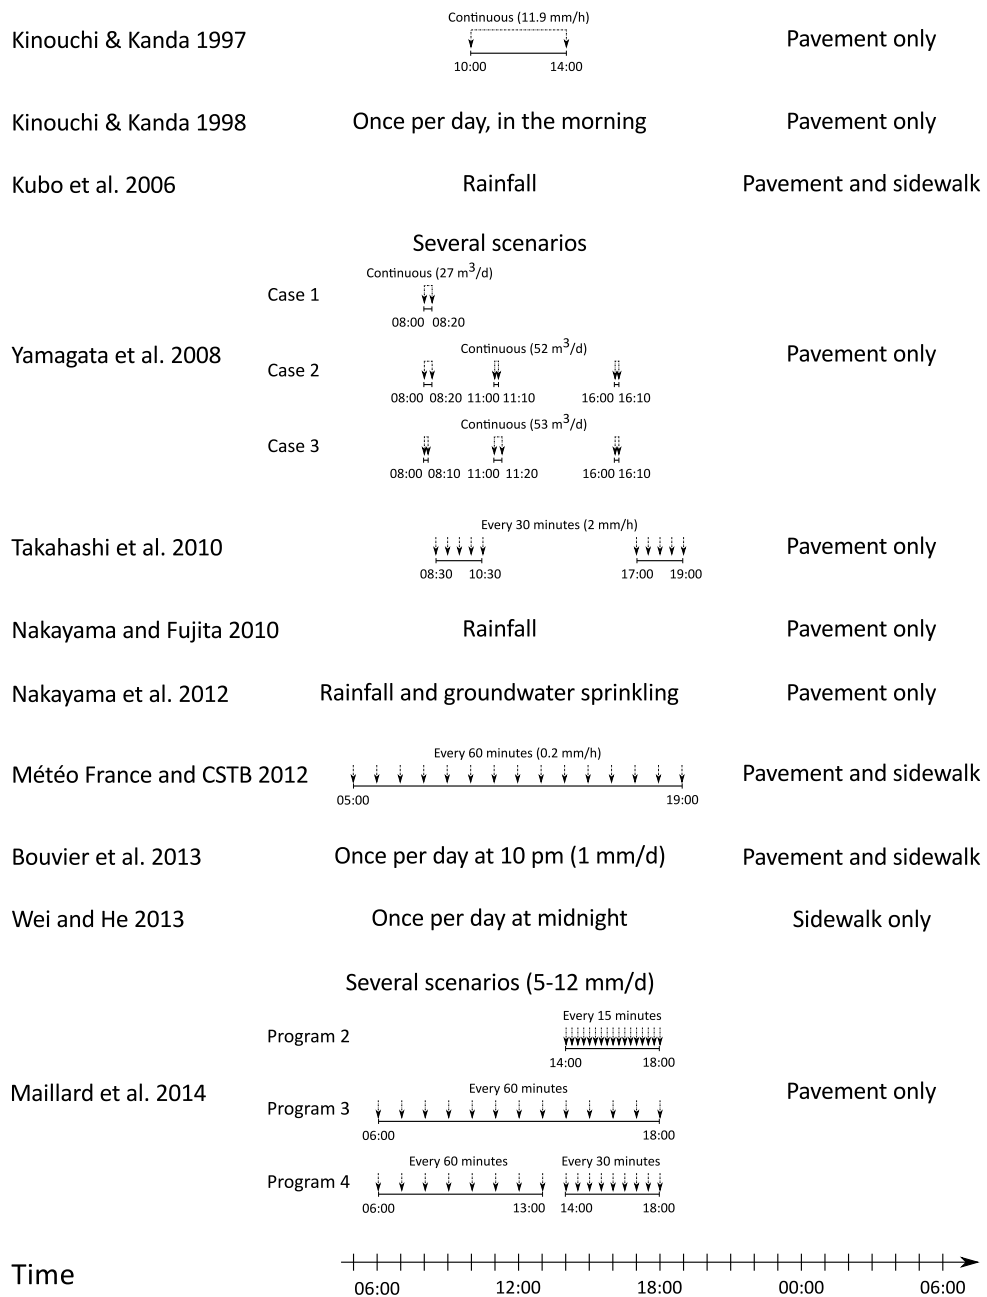 Continuous (11.9 mm/h)
Kinouchi & Kanda 1997
Pavement only
10:00 14:00
Kinouchi & Kanda 1998 Once per day, in the morning Pavement only
Kubo et al. 2006 Rainfall Pavement and sidewalk
Several scenarios
Continuous (27 m³/d)
Case 1
08:00 08:20
Yamagata et al. 2008
Continuous (52 m³/d)
Pavement only
Case 2
08:00 08:20 11:00 11:10 16:00 16:10
Continuous (53 m³/d)
Case 3
08:00 08:10 11:00 11:20 16:00 16:10
Every 30 minutes (2 mm/h)
Takahashi et al. 2010
Pavement only
08:30 10:30 17:00 19:00
Nakayama and Fujita 2010 Rainfall Pavement only
Nakayama et al. 2012 Rainfall and groundwater sprinkling Pavement only
Every 60 minutes (0.2 mm/h)
Météo France and CSTB 2012
Pavement and sidewalk
05:00 19:00
Bouvier et al. 2013 Once per day at 10 pm (1 mm/d) Pavement and sidewalk
Wei and He 2013 Once per day at midnight Sidewalk only
Several scenarios (5-12 mm/d)
Every 15 minutes
Program 2
14:00 18:00
Maillard et al. 2014
Every 60 minutes
Pavement only
Program 3
06:00 18:00
Every 60 minutes Every 30 minutes
Program 4
06:00 13:00 14:00 18:00
Time
06:00 12:00 18:00 00:00 06:00